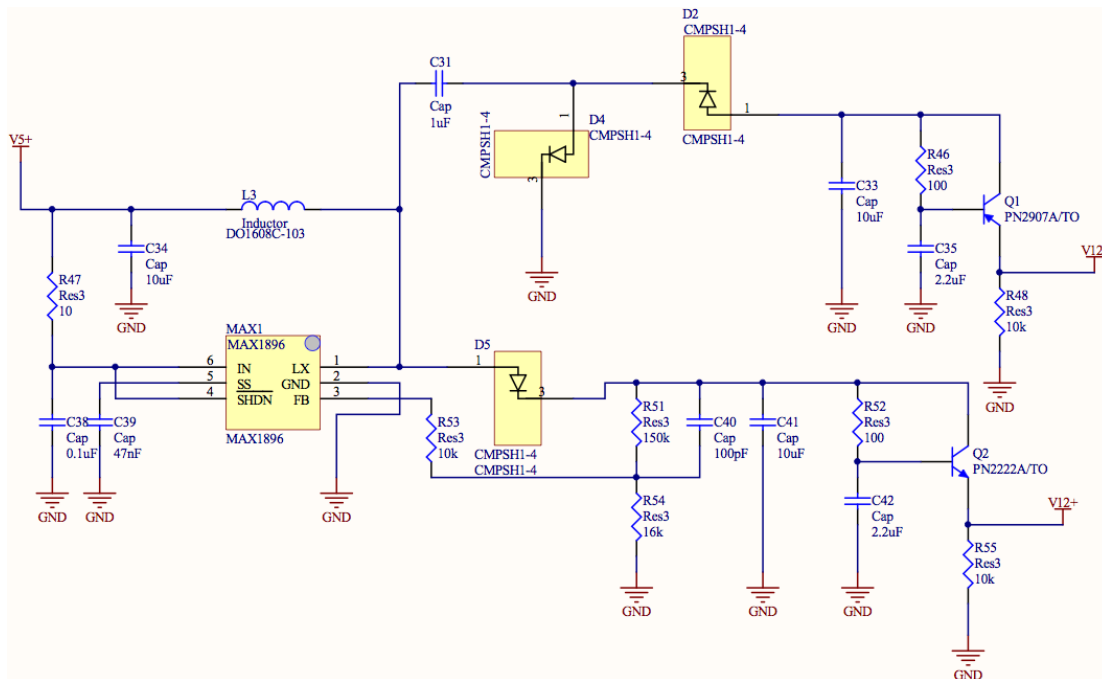 D2
CMPSH1-4
3
1
CMPSH1-4
C31
Cap
1uF
1
D4
CMPSH1-4
CMPSH1-4
3
GND
V5+
L3
Inductor
DO1608C-103
C34
Cap
10uF
GND
R47
Res3
10
C33
Cap
10uF
GND
R46
Res3
100
C35
Cap
2.2uF
GND
Q1
PN2907A/TO
V12
R48
Res3
10k
GND
MAX1
MAX1896
6
IN
LX
1
5
SS
GND
2
4
SHDN
FB
3
MAX1896
C38
Cap
0.1uF
GND
C39
Cap
47nF
GND
GND
R53
Res3
10k
D5
1
3
CMPSH1-4
CMPSH1-4
R51
Res3
150k
C40
Cap
100pF
C41
Cap
10uF
GND
R54
Res3
16k
GND
R52
Res3
100
C42
Cap
2.2uF
GND
Q2
PN2222A/TO
V12+
R55
Res3
10k
GND